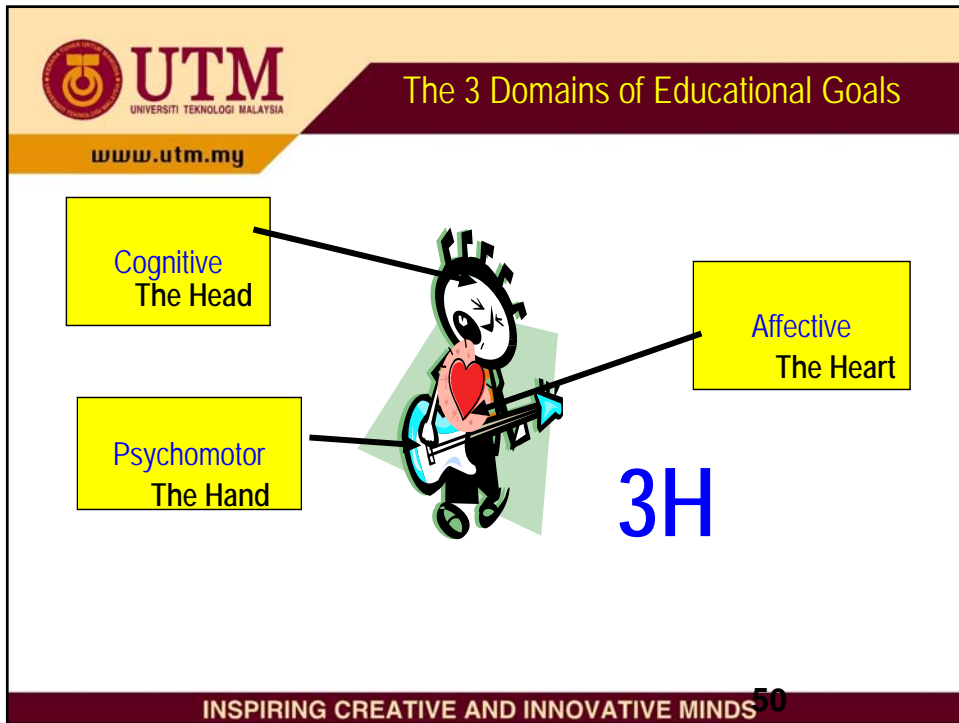 UTM
UNIVERSITI TEKNOLOGI MALAYSIA
The 3 Domains of Educational Goals
www.utm.my
Cognitive
The Head
Affective
The Heart
Psychomotor
The Hand
3H
INSPIRING CREATIVE AND INNOVATIVE MINDS
50